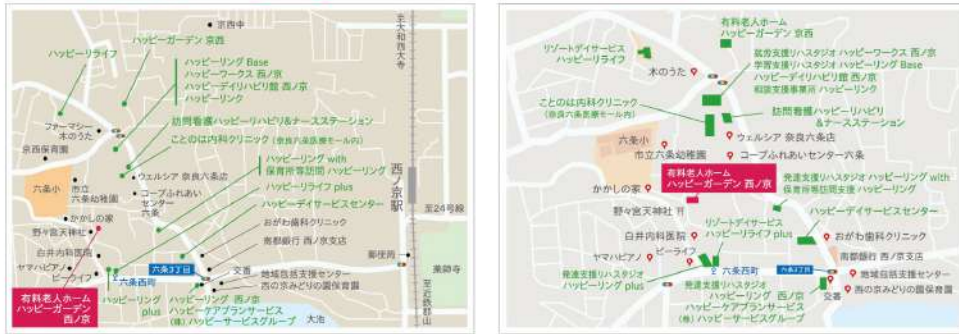 京西中
至大和西大寺
ハッピーガーデン 京西
ハッピーリライフ
ハッピーリング Base
ハッピーワークス 西ノ京
ハッピーデイリハビリ館 西ノ京
ハッピーリンク
訪問看護ハッピーリハビリ&ナースステーション
ファーマシー
木のうた
ことのは内科クリニック(奈良六条医療モール内)
京西保育園
ハッピーリング with
保育所等訪問 ハッピーリング
西ノ京駅
六条小
市立
六条幼稚園
ウェルシア 奈良六条店
コープふれあい
センター
六条
ハッピーリライフ plus
至24号線
かかしの家
ハッピーデイサービスセンター
野々宮天神社
おがわ歯科クリニック
白井内科医院
南都銀行 西ノ京支店
郵便局
薬師寺
ヤマハピアノ
六条3丁目
交番
ピーライフ
六条西町
地域包括支援センター
西の京みどりの園保育園
有料老人ホーム
ハッピーガーデン
西ノ京
ハッピーリング
plus
ハッピーリング 西ノ京
ハッピーケアプランサービス
(株)ハッピーサービスグループ
大池
至近鉄郡山
有料老人ホーム
ハッピーガーデン 京西
リゾートデイサービス
ハッピーリライフ
木のうた
就労支援リハスタジオ ハッピーワークス 西ノ京
学習支援リハスタジオ ハッピーリング Base
ハッピーデイリハビリ館 西ノ京
相談支援事業所 ハッピーリンク
ことのは内科クリニック
(奈良六条医療モール内)
訪問看護ハッピーリハビリ
&ナースステーション
六条小
ウェルシア 奈良六条店
市立六条幼稚園
コープふれあいセンター六条
有料老人ホーム
ハッピーガーデン 西ノ京
かかしの家
発達支援リハスタジオ ハッピーリング with
保育所等訪問支援 ハッピーリング
野々宮天神社
リゾートデイサービス
ハッピーリライフ plus
ハッピーデイサービスセンター
白井内科医院
おがわ歯科クリニック
ヤマハピアノ
ピーライフ
南都銀行 西ノ京支店
六条西町
六条3丁目
地域包括支援センター
発達支援リハスタジオ
ハッピーリング plus
発達支援リハスタジオ
ハッピーリング 西ノ京
ハッピーケアプランサービス
(株)ハッピーサービスグループ
交番
西の京みどりの園保育園